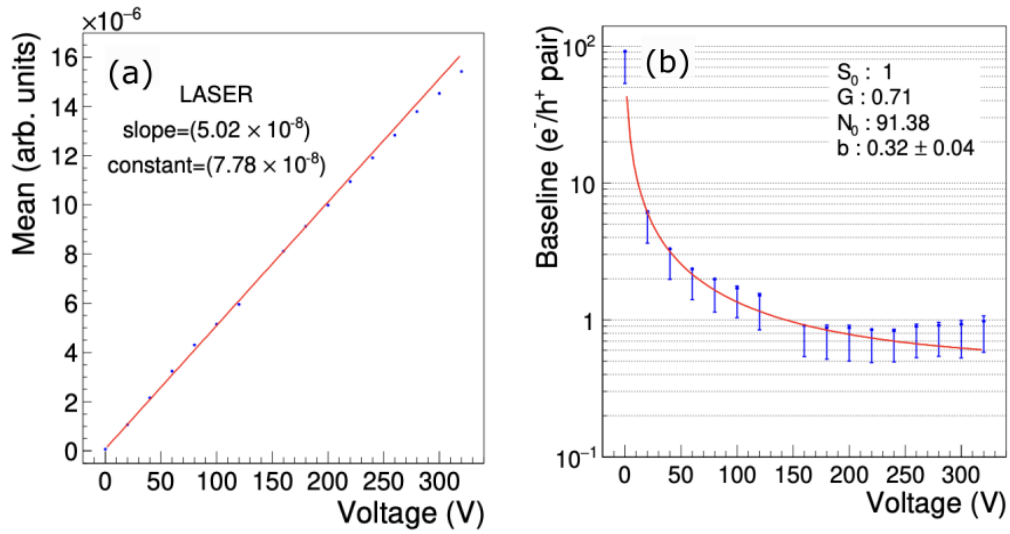 ×10⁻⁶
(a)
LASER
slope=(5.02 × 10⁻⁸)
constant=(7.78 × 10⁻⁸)
Mean (arb. units)
16
14
12
10
8
6
4
2
0
0 50 100 150 200 250 300
Voltage (V)
(b)
S₀ : 1
G : 0.71
N₀ : 91.38
b : 0.32 ± 0.04
Baseline (e⁻/h⁺ pair)
10²
10
1
10⁻¹
0 50 100 150 200 250 300
Voltage (V)